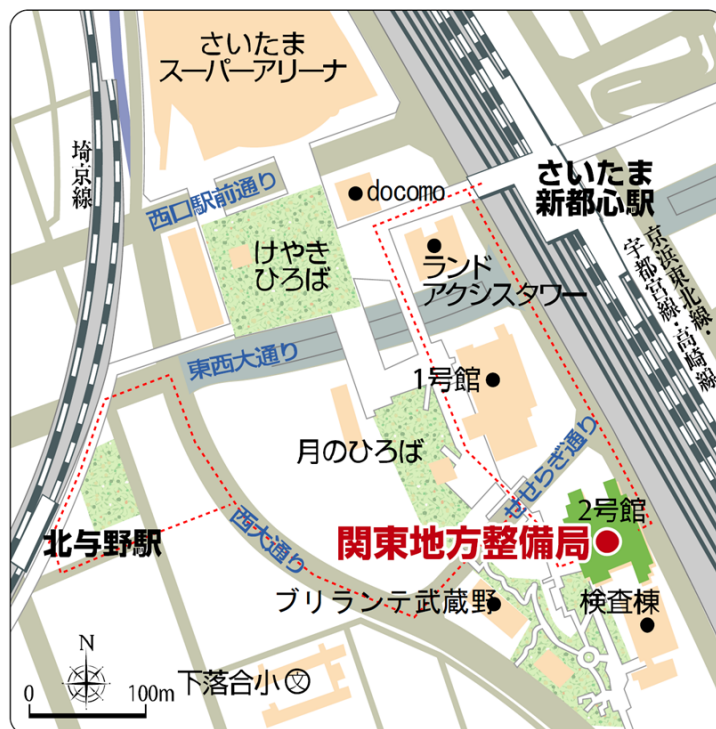 さいたま
スーパーアリーナ
埼京線
西口駅前通り
docomo
さいたま
新都心駅
けやき
ひろば
ランド
アクシスタワー
京浜東北線・
宇都宮線・高崎線
東西大通り
1号館
月のひろば
せせらぎ通り
2号館
北与野駅
西大通り
関東地方整備局
ブリランテ武蔵野
検査棟
N
0 100m
下落合小
文